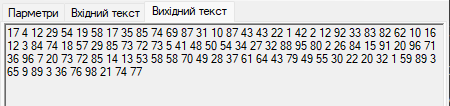 Парметри Вхідний текст Вихідний текст
17 4 12 29 54 19 58 17 35 85 74 69 87 31 10 87 43 43 22 1 42 2 12 92 33 83 82 62 10 16
12 3 84 74 18 57 29 85 73 72 73 5 41 48 50 54 34 27 32 88 95 80 2 26 84 15 91 20 96 71
36 96 7 20 73 72 85 14 13 53 58 58 70 49 28 37 61 64 43 79 49 55 30 22 20 32 1 59 89 3
65 9 89 3 36 76 98 21 74 77